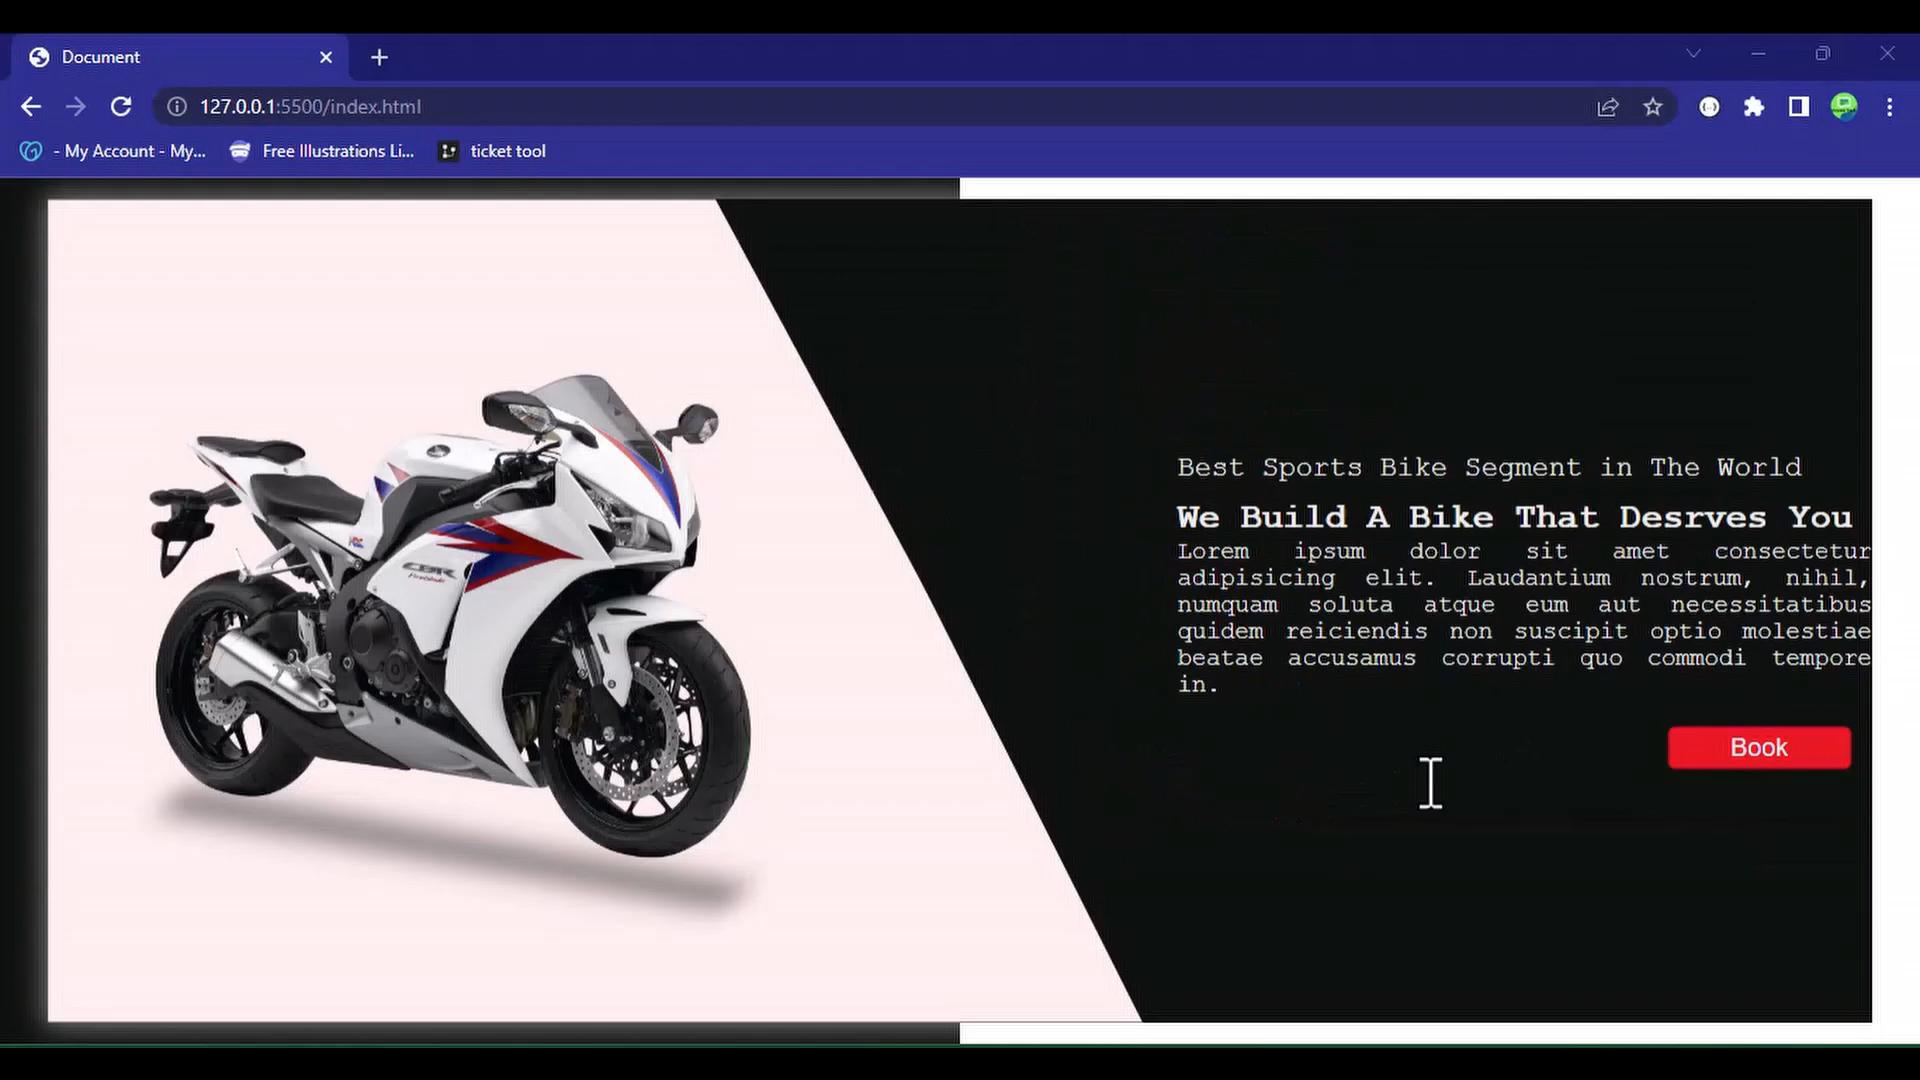 Document
127.0.0.1:5500/index.html
- My Account - My...
Free Illustrations Li...
ticket tool
CBR
Fireblade
Best Sports Bike Segment in The World
We Build A Bike That Desrves You
Lorem ipsum dolor sit amet consectetur
adipisicing elit. Laudantium nostrum, nihil,
numquam soluta atque eum aut necessitatibus
quidem reiciendis non suscipit optio molestiae
beatae accusamus corrupti quo commodi tempore
in.
Book